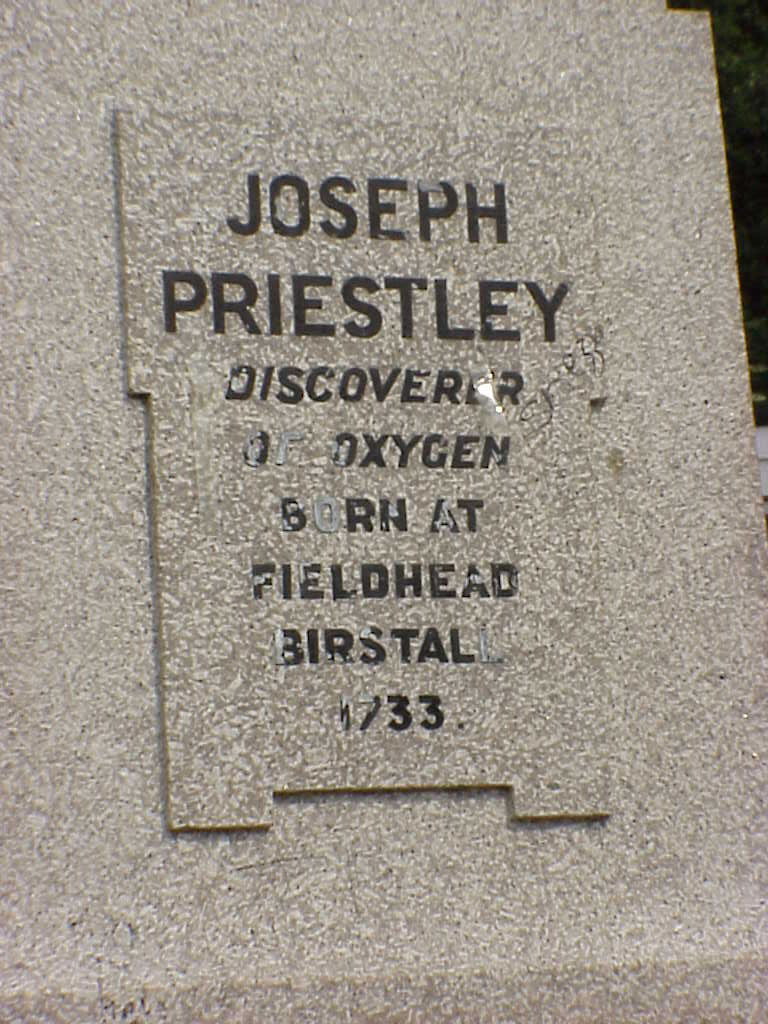 JOSEPH
PRIESTLEY
DISCOVERER
OF OXYGEN
BORN AT
FIELDHEAD
BIRSTALL
1733.